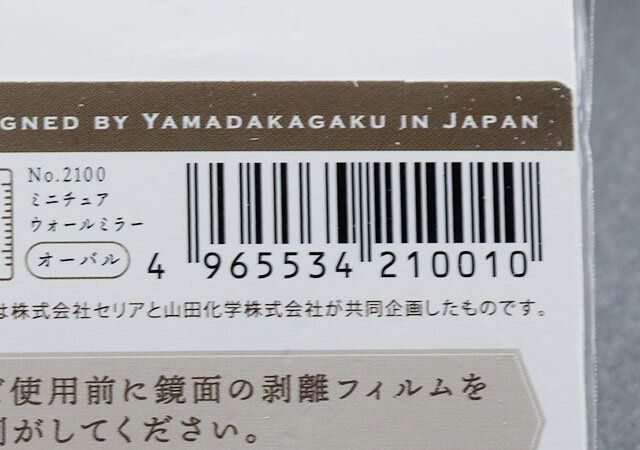 GNED BY YAMADAKAGAKU IN JAPAN
No.2100
ミニチュア
ウォールミラー
オーバル
4 965534 210010
は株式会社セリアと山田化学株式会社が共同企画したものです。
使用前に鏡面の剥離フィルムを
がしてください。